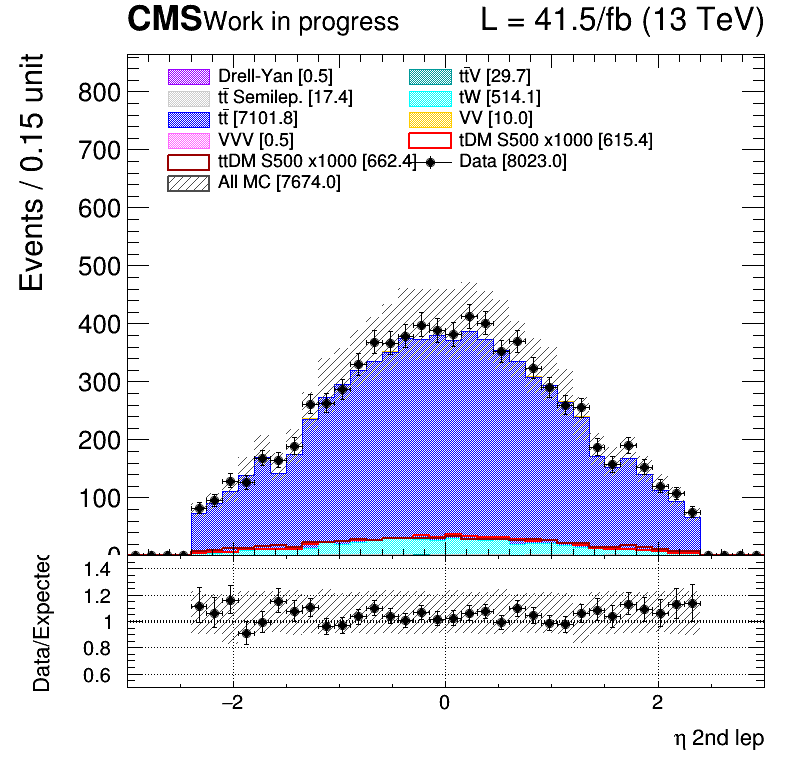 CMS Work in progress L = 41.5/fb (13 TeV)
Events / 0.15 unit
Drell-Yan [0.5] tt̄V [29.7]
tt̄ Semilep. [17.4] tW [514.1]
tt̄ [7101.8] VV [10.0]
VVV [0.5] tDM S500 x1000 [615.4]
ttDM S500 x1000 [662.4] Data [8023.0]
All MC [7674.0]
800
700
600
500
400
300
200
100
0
Data/Expected
1.4
1.2
1
0.8
0.6
−2 0 2
η 2nd lep